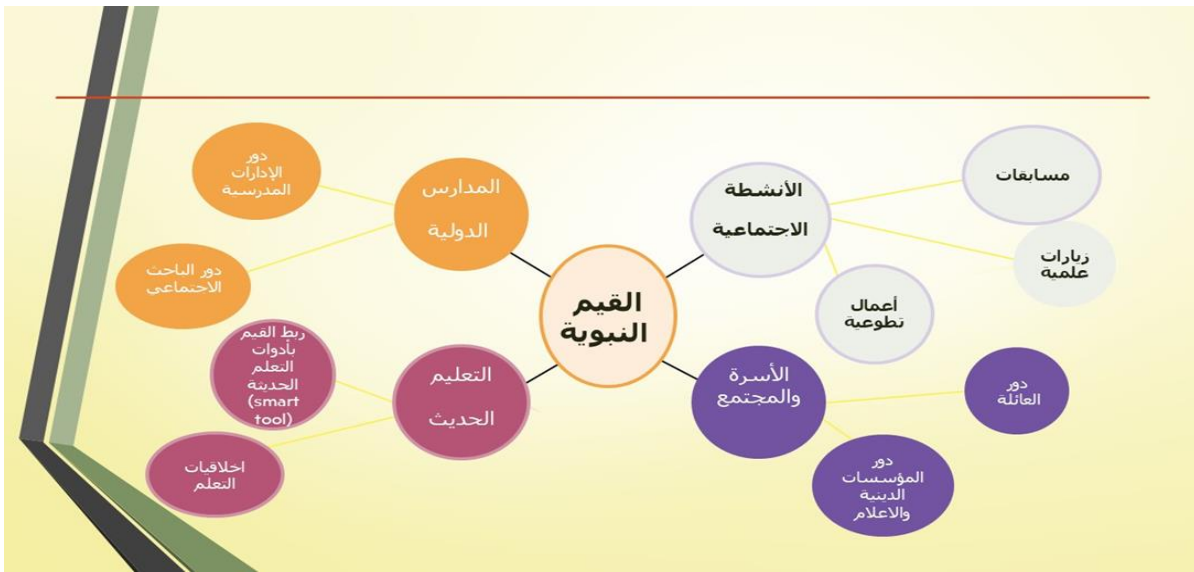 القيم
النبوية
الأنشطة
الاجتماعية
مسابقات
زيارات
علمية
أعمال
تطوعية
الأسرة
والمجتمع
دور
العائلة
دور
المؤسسات
الدينية
والاعلام
التعليم
الحديث
ربط القيم
بأدوات
التعلم
الحديثة
(smart
tool)
اخلاقيات
التعلم
المدارس
الدولية
دور
الإدارات
المدرسية
دور الباحث
الاجتماعي